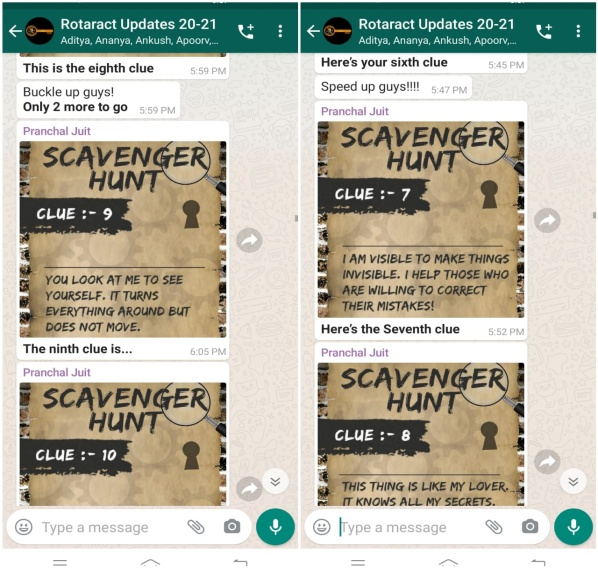 Rotaract Updates 20-21
Aditya, Ananya, Ankush, Apoorv,...
This is the eighth clue
5:59 PM
Buckle up guys!
Only 2 more to go
5:59 PM
Pranchal Juit
SCAVENGER
HUNT
CLUE :- 9
YOU LOOK AT ME TO SEE
YOURSELF. IT TURNS
EVERYTHING AROUND BUT
DOES NOT MOVE.
The ninth clue is...
6:05 PM
Pranchal Juit
SCAVENGER
HUNT
CLUE :- 10
Type a message
Rotaract Updates 20-21
Aditya, Ananya, Ankush, Apoorv,...
Here's your sixth clue
5:45 PM
Speed up guys!!!!
5:47 PM
Pranchal Juit
SCAVENGER
HUNT
CLUE :- 7
I AM VISIBLE TO MAKE THINGS
INVISIBLE. I HELP THOSE WHO
ARE WILLING TO CORRECT
THEIR MISTAKES!
Here's the Seventh clue
5:52 PM
Pranchal Juit
SCAVENGER
HUNT
CLUE :- 8
THIS THING IS LIKE MY LOVER.
IT KNOWS ALL MY SECRETS.
Type a message